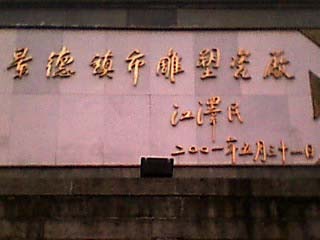 景德镇市雕塑瓷厂
江泽民
二〇〇一年五月三十一日